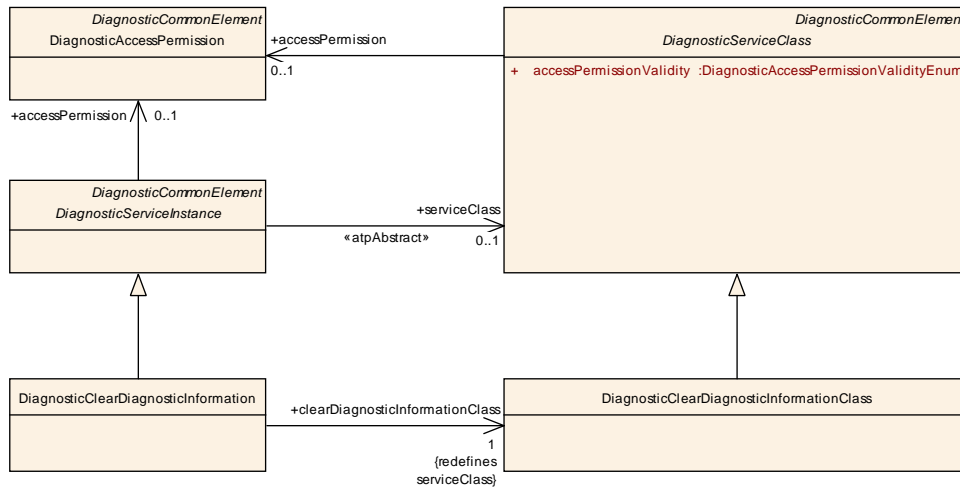 DiagnosticCommonElement
DiagnosticAccessPermission
DiagnosticCommonElement
DiagnosticServiceClass
+ accessPermissionValidity :DiagnosticAccessPermissionValidityEnum
+accessPermission
0..1
+accessPermission
0..1
DiagnosticCommonElement
DiagnosticServiceInstance
+serviceClass
«atpAbstract»
0..1
DiagnosticClearDiagnosticInformation
+clearDiagnosticInformationClass
1
{redefines
serviceClass}
DiagnosticClearDiagnosticInformationClass